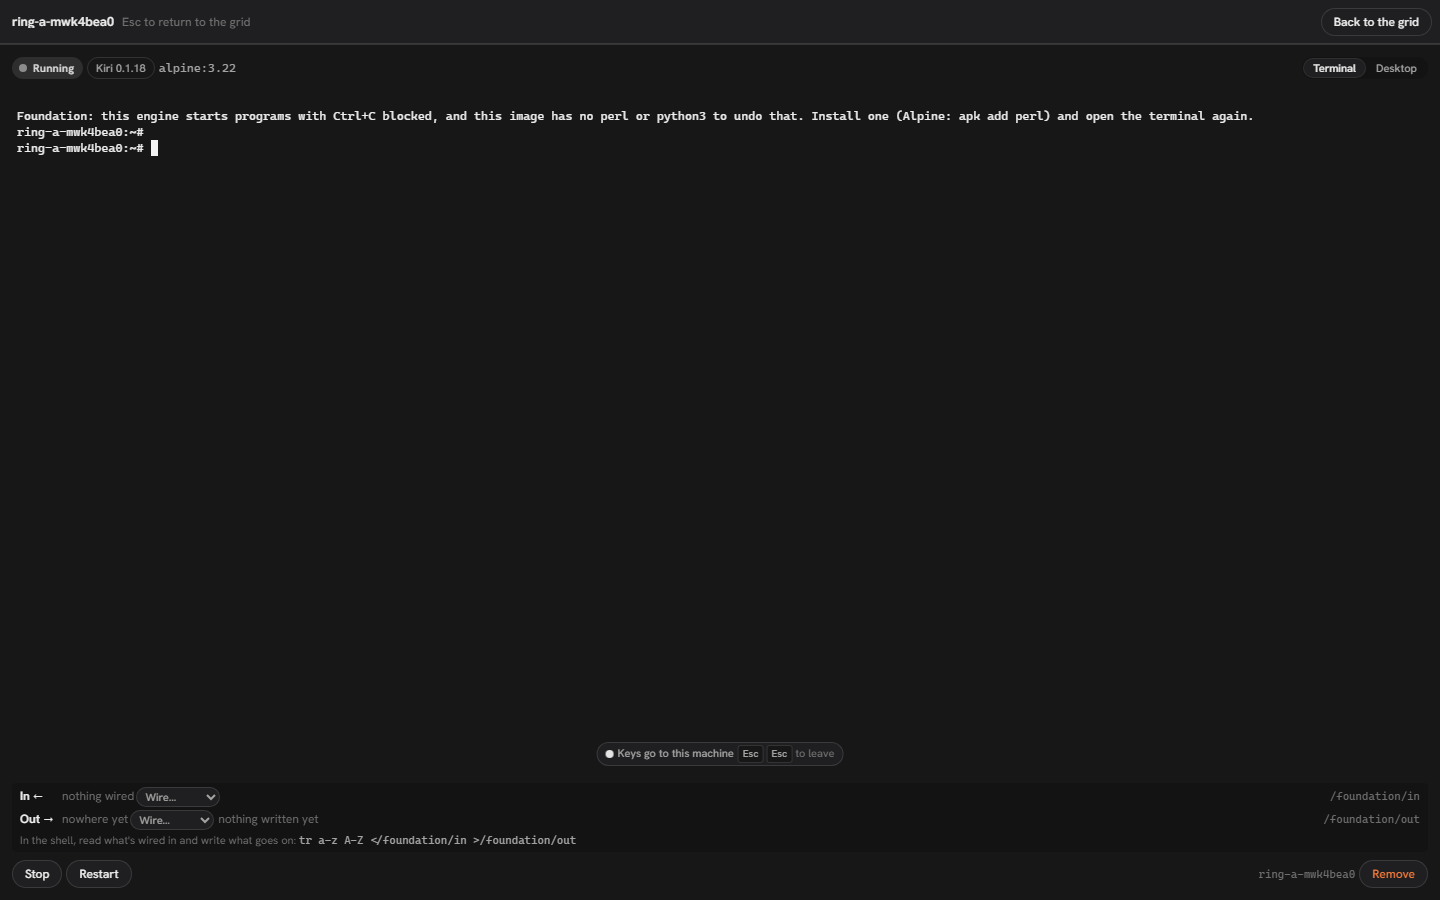 ring-a-mwk4bea0 Esc to return to the grid Back to the grid
Running Kiri 0.1.18 alpine:3.22 Terminal Desktop
Foundation: this engine starts programs with Ctrl+C blocked, and this image has no perl or python3 to undo that. Install one (Alpine: apk add perl) and open the terminal again.
ring-a-mwk4bea0:~#
ring-a-mwk4bea0:~#
Keys go to this machine Esc Esc to leave
In ← nothing wired Wire... /foundation/in
Out → nowhere yet Wire... nothing written yet /foundation/out
In the shell, read what's wired in and write what goes on: tr a-z A-Z </foundation/in >/foundation/out
Stop Restart ring-a-mwk4bea0 Remove